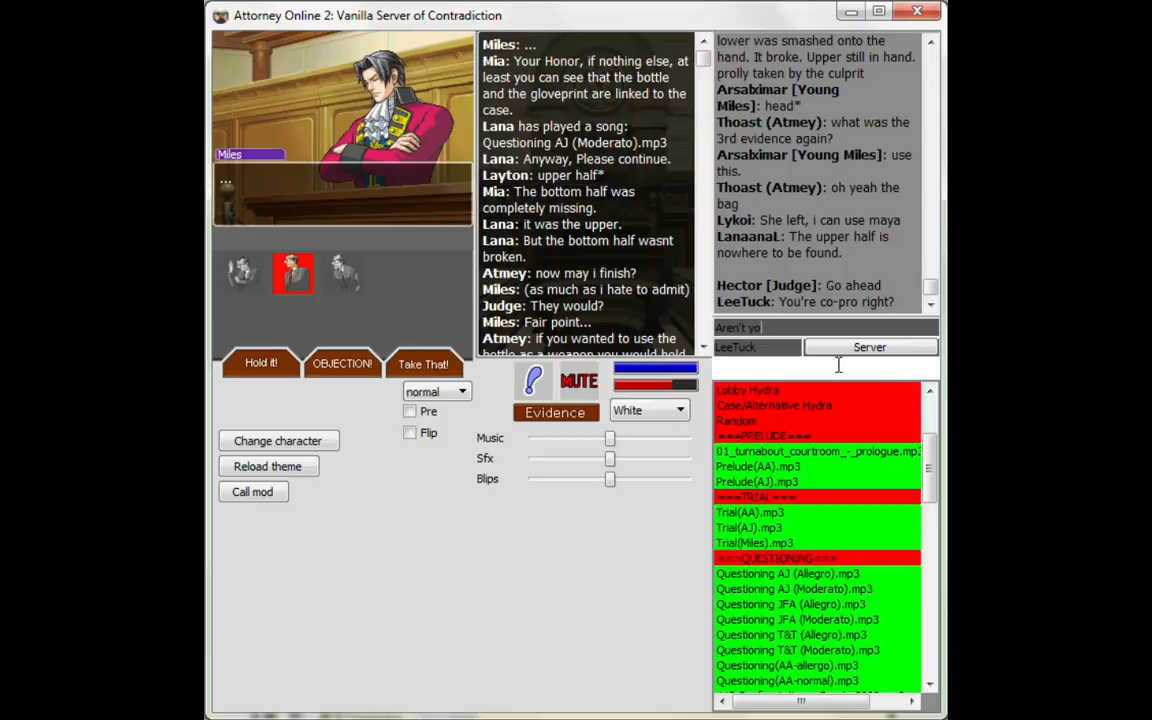 Attorney Online 2: Vanilla Server of Contradiction
Miles
Hold it!
OBJECTION!
Take That!
normal
Pre
Flip
Change character
Reload theme
Call mod
Miles: ...
Mia: Your Honor, if nothing else, at
least you can see that the bottle
and the gloveprint are linked to the
case.
Lana has played a song:
Questioning AJ (Moderato).mp3
Lana: Anyway, Please continue.
Layton: upper half*
Mia: The bottom half was
completely missing.
Lana: it was the upper.
Lana: But the bottom half wasnt
broken.
Atmey: now may i finish?
Miles: (as much as i hate to admit)
Judge: They would?
Miles: Fair point...
Atmey: if you wanted to use the
bottle as a weapon you would hold
MUTE
Evidence
White
Music
Sfx
Blips
lower was smashed onto the
hand. It broke. Upper still in hand.
prolly taken by the culprit
Arsalximar [Young
Miles]: head*
Thoast (Atmey): what was the
3rd evidence again?
Arsalximar [Young Miles]: use
this.
Thoast (Atmey): oh yeah the
bag
Lykoi: She left, i can use maya
LanaanaL: The upper half is
nowhere to be found.
Hector [Judge]: Go ahead
LeeTuck: You're co-pro right?
Aren't yo
LeeTuck
Server
Lobby Hydra
Case/Alternative Hydra
Random
===PRELUDE===
01_turnabout_courtroom_-_prologue.mp3
Prelude(AA).mp3
Prelude(AJ).mp3
===TRIAL===
Trial(AA).mp3
Trial(AJ).mp3
Trial(Miles).mp3
===QUESTIONING===
Questioning AJ (Allegro).mp3
Questioning AJ (Moderato).mp3
Questioning JFA (Allegro).mp3
Questioning JFA (Moderato).mp3
Questioning T&T (Allegro).mp3
Questioning T&T (Moderato).mp3
Questioning(AA-allergo).mp3
Questioning(AA-normal).mp3